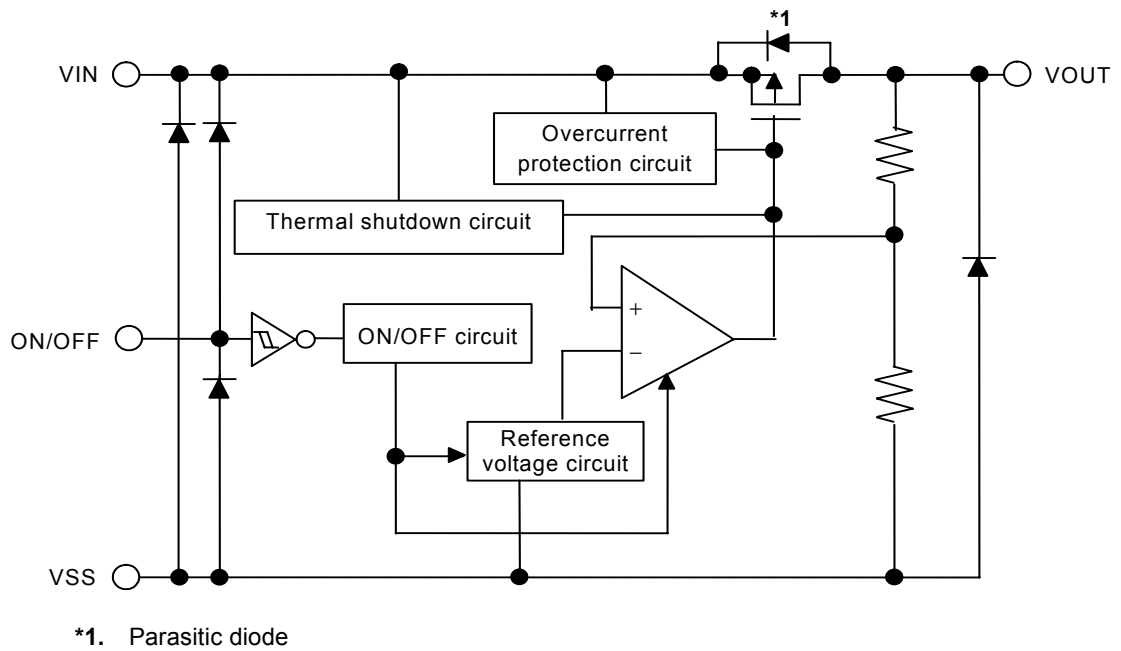 *1
VIN
VOUT
Overcurrent
protection circuit
Thermal shutdown circuit
+
ON/OFF
ON/OFF circuit
−
Reference
voltage circuit
VSS
*1. Parasitic diode